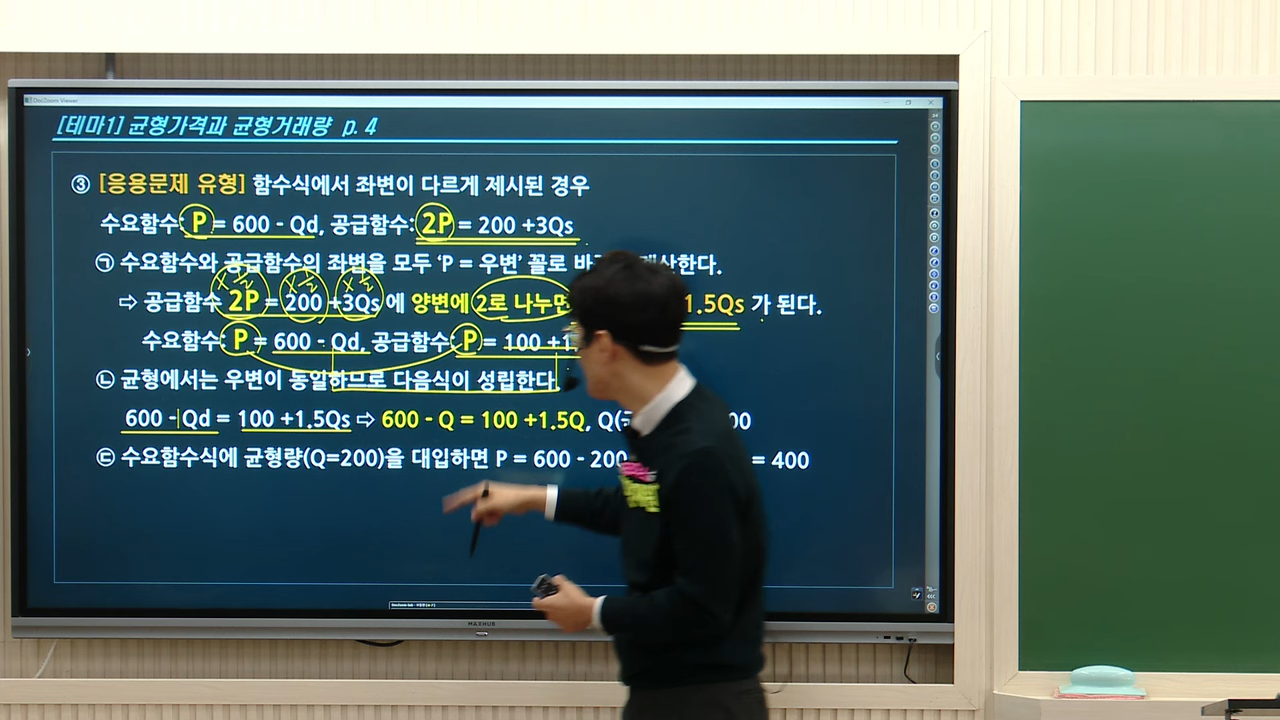 DocZoom Viewer
[테마1] 균형가격과 균형거래량 p. 4
③ [응용문제 유형] 함수식에서 좌변이 다르게 제시된 경우
수요함수: P = 600 - Qd, 공급함수: 2P = 200 +3Qs
㉠ 수요함수와 공급함수의 좌변을 모두 'P = 우변' 꼴로 한다.
⇨ 공급함수 2P = 200 +3Qs 에 양변에 2로 나누면 1.5Qs 가 된다.
수요함수: P = 600 - Qd, 공급함수: P = 100 +1
㉡ 균형에서는 우변이 동일하므로 다음식이 성립한다.
600 - Qd = 100 +1.5Qs ⇨ 600 - Q = 100 +1.5Q, 00
㉢ 수요함수식에 균형량(Q=200)을 대입하면 P = 600 - 200 = 400
MAXHUB